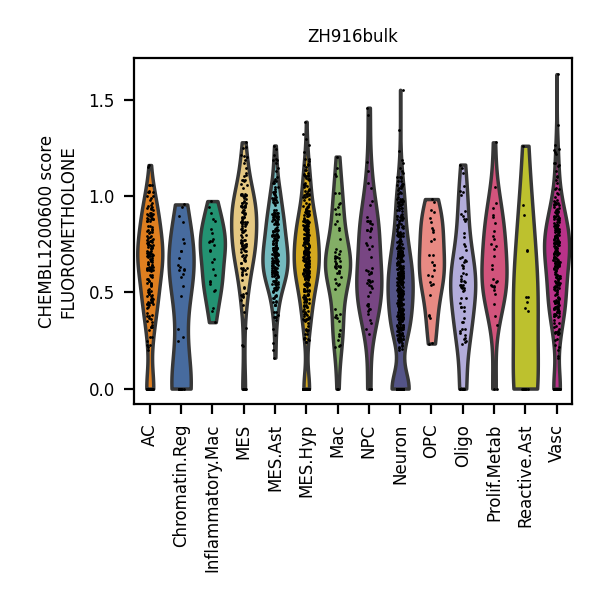 ZH916bulk
CHEMBL1200600 score
FLUOROMETHOLONE
1.5
1.0
0.5
0.0
AC
Chromatin.Reg
Inflammatory.Mac
MES
MES.Ast
MES.Hyp
Mac
NPC
Neuron
OPC
Oligo
Prolif.Metab
Reactive.Ast
Vasc